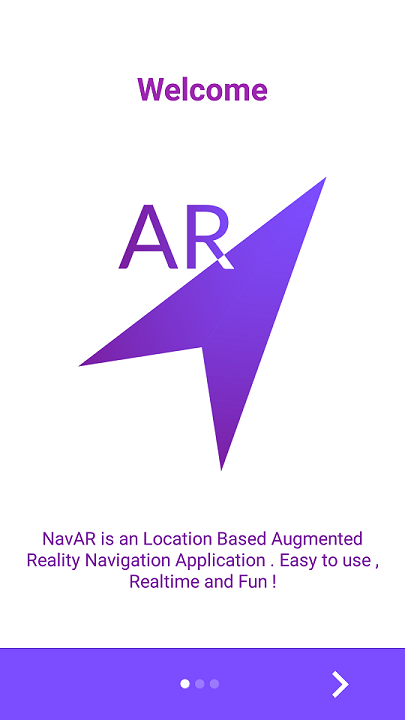 Welcome
AR
NavAR is an Location Based Augmented
Reality Navigation Application . Easy to use ,
Realtime and Fun !